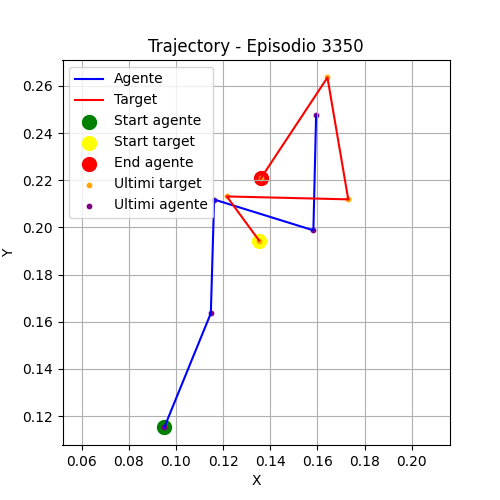 Trajectory - Episodio 3350
Agente
Target
Start agente
Start target
End agente
Ultimi target
Ultimi agente
0.26
0.24
0.22
0.20
0.18
0.16
0.14
0.12
Y
0.06 0.08 0.10 0.12 0.14 0.16 0.18 0.20
X